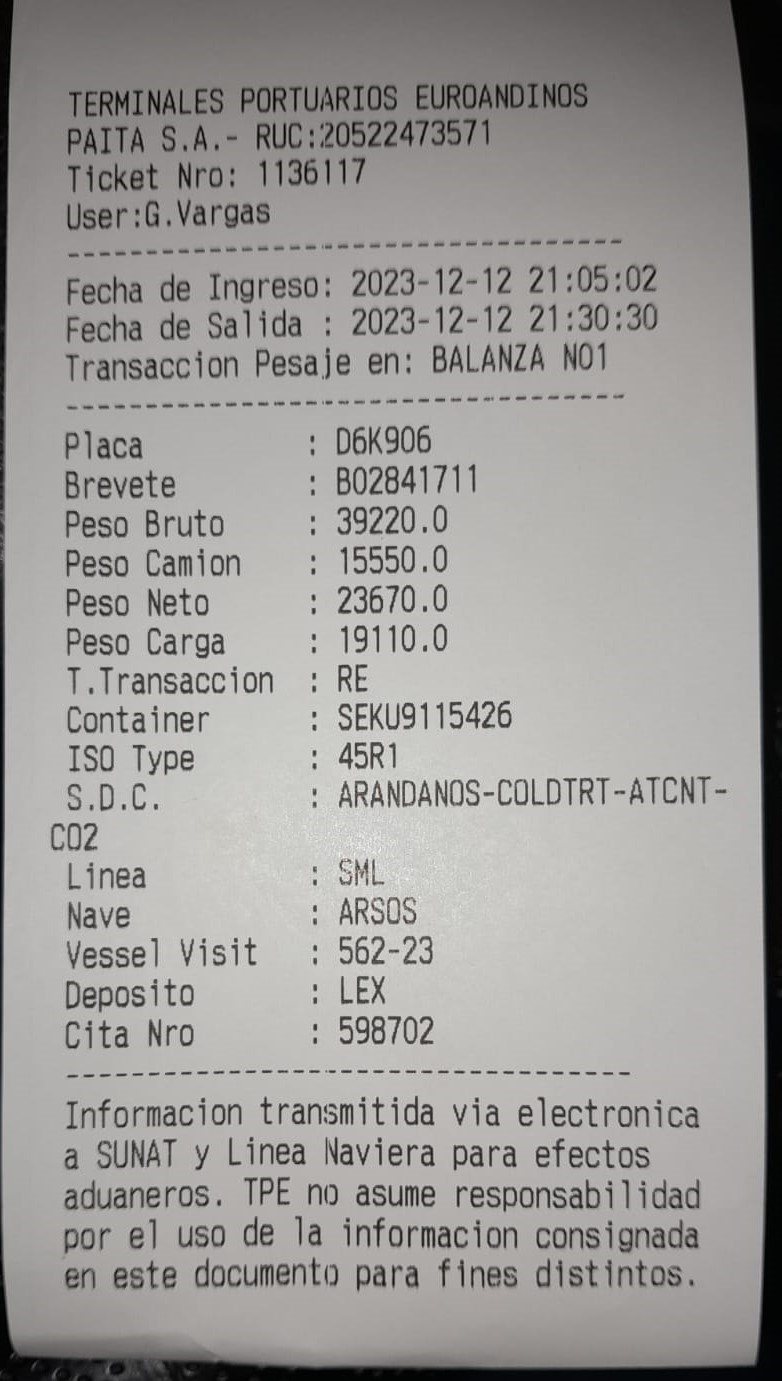 TERMINALES PORTUARIOS EUROANDINOS
PAITA S.A.- RUC:20522473571
Ticket Nro: 1136117
User:G.Vargas
-----------------------------------
Fecha de Ingreso: 2023-12-12 21:05:02
Fecha de Salida : 2023-12-12 21:30:30
Transaccion Pesaje en: BALANZA NO1
-----------------------------------
Placa : D6K906
Brevete : B02841711
Peso Bruto : 39220.0
Peso Camion : 15550.0
Peso Neto : 23670.0
Peso Carga : 19110.0
T.Transaccion : RE
Container : SEKU9115426
ISO Type : 45R1
S.D.C. : ARANDANOS-COLDTRT-ATCNT-
CO2
Linea : SML
Nave : ARSOS
Vessel Visit : 562-23
Deposito : LEX
Cita Nro : 598702
-----------------------------------
Informacion transmitida via electronica
a SUNAT y Linea Naviera para efectos
aduaneros. TPE no asume responsabilidad
por el uso de la informacion consignada
en este documento para fines distintos.